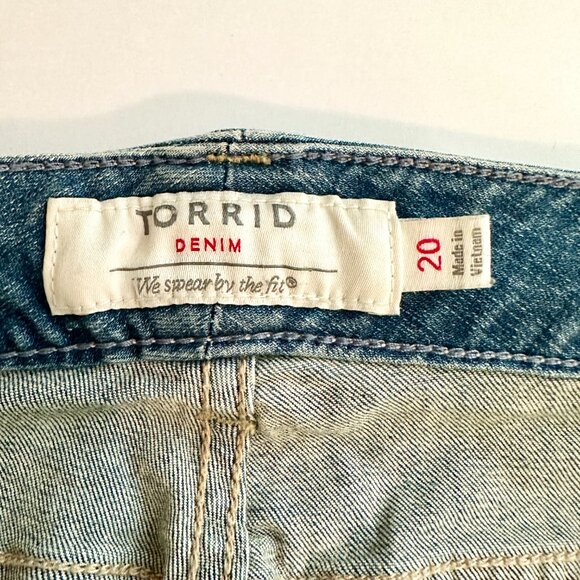 TORRID
DENIM
We swear by the fit®
20
Made in
Vietnam